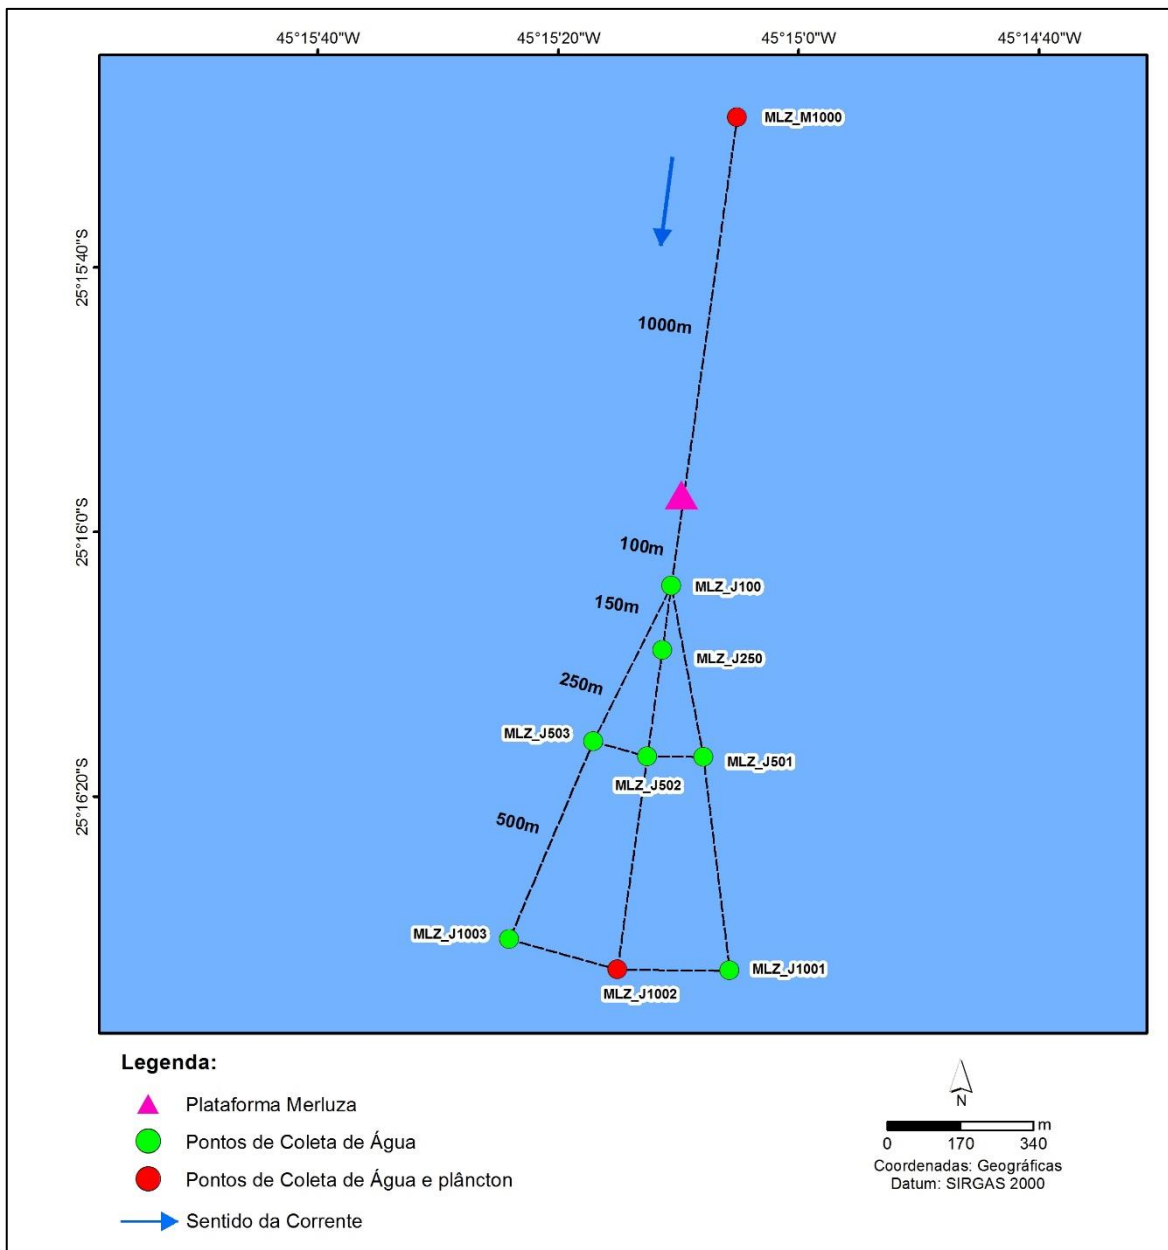 45°15'40"W
45°15'20"W
45°15'0"W
45°14'40"W
MLZ_M1000
25°15'40"S
1000m
25°16'0"S
100m
MLZ_J100
150m
MLZ_J250
250m
MLZ_J503
MLZ_J501
MLZ_J502
25°16'20"S
500m
MLZ_J1003
MLZ_J1001
MLZ_J1002
Legenda:
Plataforma Merluza
Pontos de Coleta de Água
Pontos de Coleta de Água e plâncton
Sentido da Corrente
N
m
0 170 340
Coordenadas: Geográficas
Datum: SIRGAS 2000